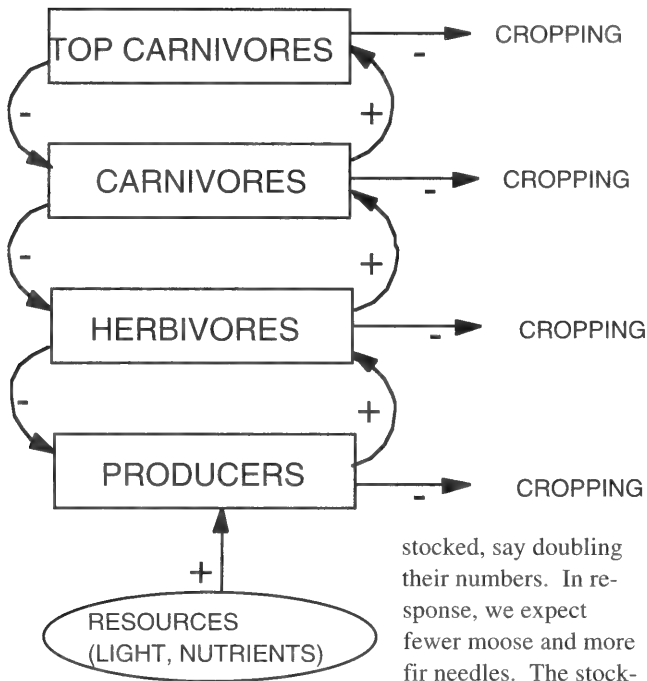 TOP CARNIVORES
CROPPING
-
-
+
CARNIVORES
CROPPING
-
-
+
HERBIVORES
CROPPING
-
-
+
PRODUCERS
CROPPING
-
+
RESOURCES
(LIGHT, NUTRIENTS)
stocked, say doubling
their numbers. In re-
sponse, we expect
fewer moose and more
fir needles. The stock-